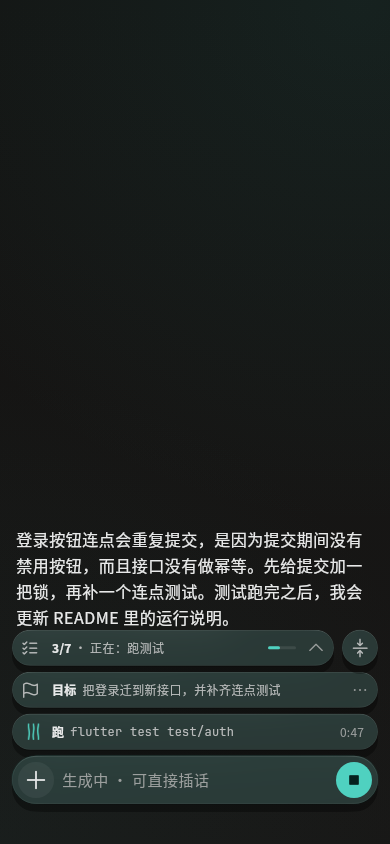 登录按钮连点会重复提交，是因为提交期间没有
禁用按钮，而且接口没有做幂等。先给提交加一
把锁，再补一个连点测试。测试跑完之后，我会
更新 README 里的运行说明。
3/7 · 正在：跑测试
目标 把登录迁到新接口，并补齐连点测试 ···
跑 flutter test test/auth 0:47
生成中 · 可直接插话